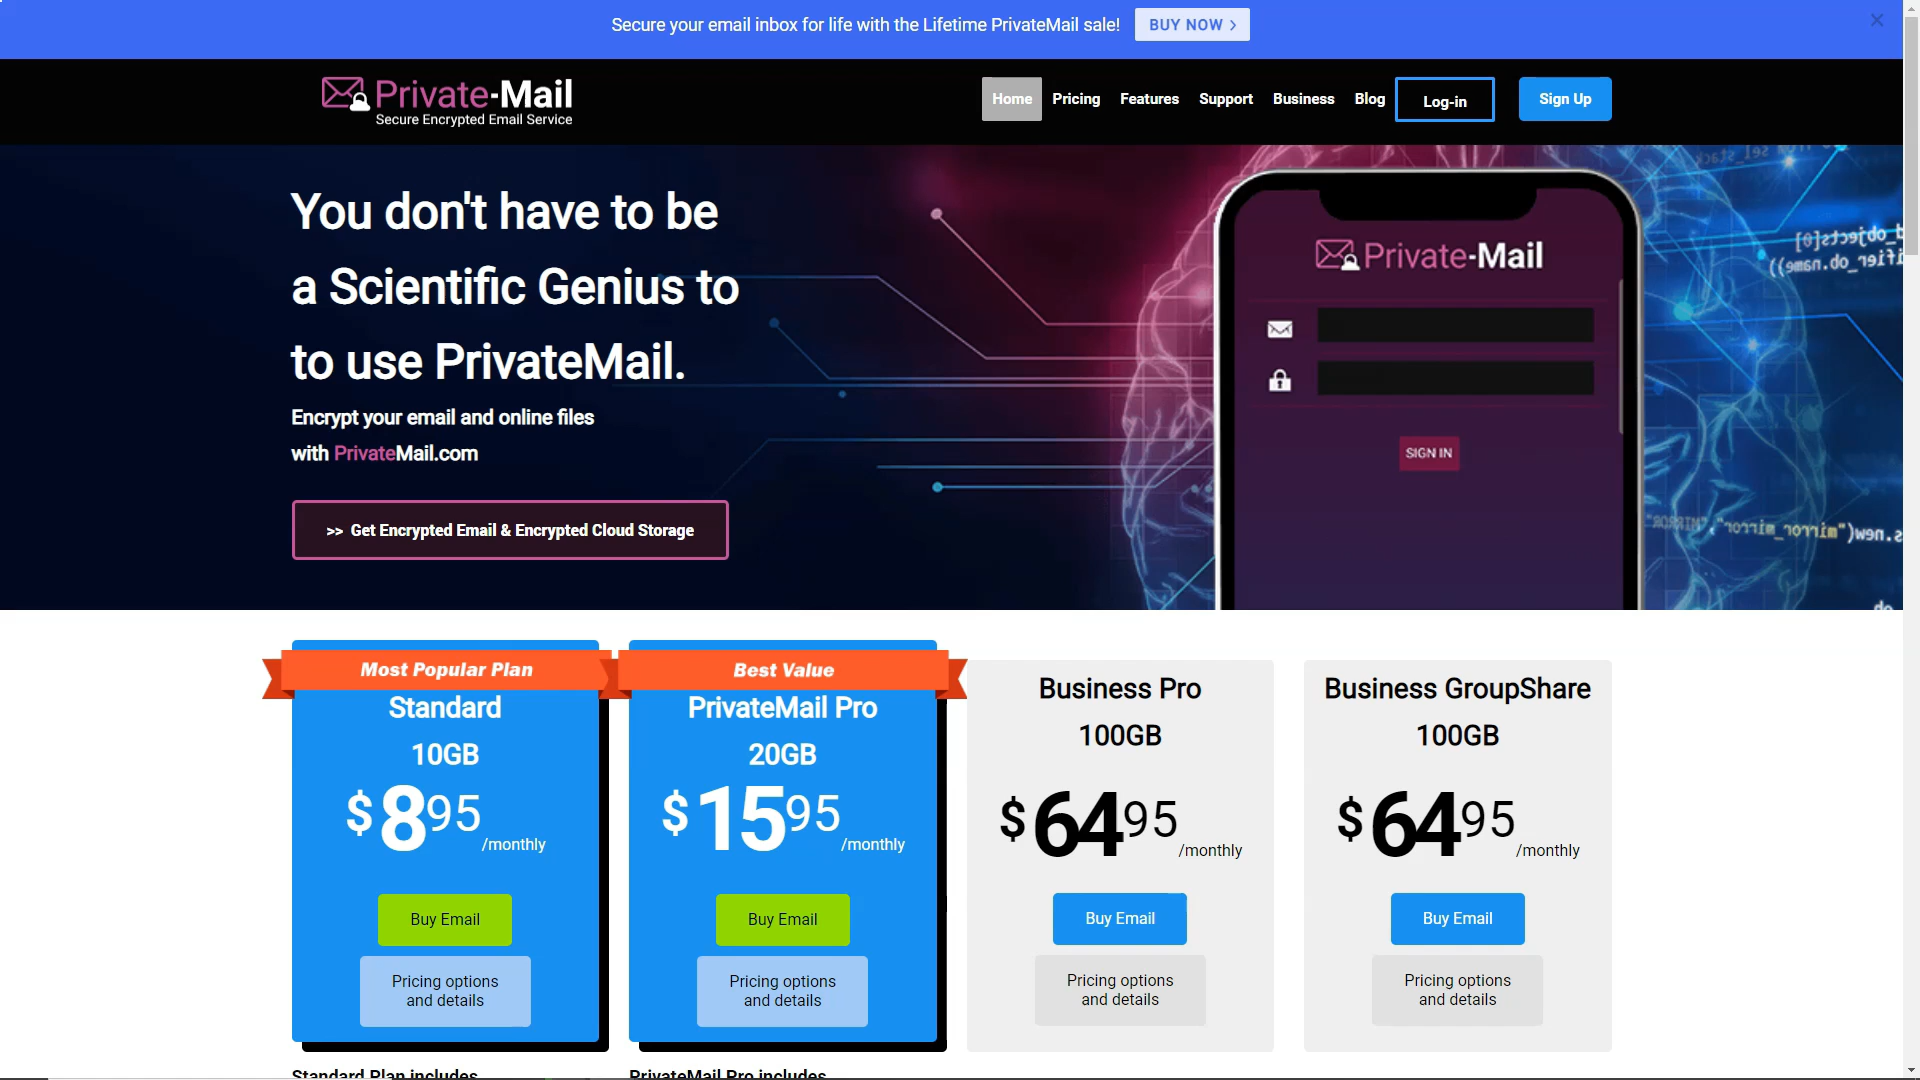 Secure your email inbox for life with the Lifetime PrivateMail sale!
BUY NOW >
×
Private-Mail
Secure Encrypted Email Service
Home Pricing Features Support Business Blog Log-in Sign Up
You don't have to be
a Scientific Genius to
to use PrivateMail.
Encrypt your email and online files
with PrivateMail.com
>> Get Encrypted Email & Encrypted Cloud Storage
Private-Mail
SIGN IN
Most Popular Plan
Standard
10GB
$895
/monthly
Buy Email
Pricing options
and details
Best Value
PrivateMail Pro
20GB
$1595
/monthly
Buy Email
Pricing options
and details
Business Pro
100GB
$6495
/monthly
Buy Email
Pricing options
and details
Business GroupShare
100GB
$6495
/monthly
Buy Email
Pricing options
and details
Standard Plan includes
PrivateMail Pro includes